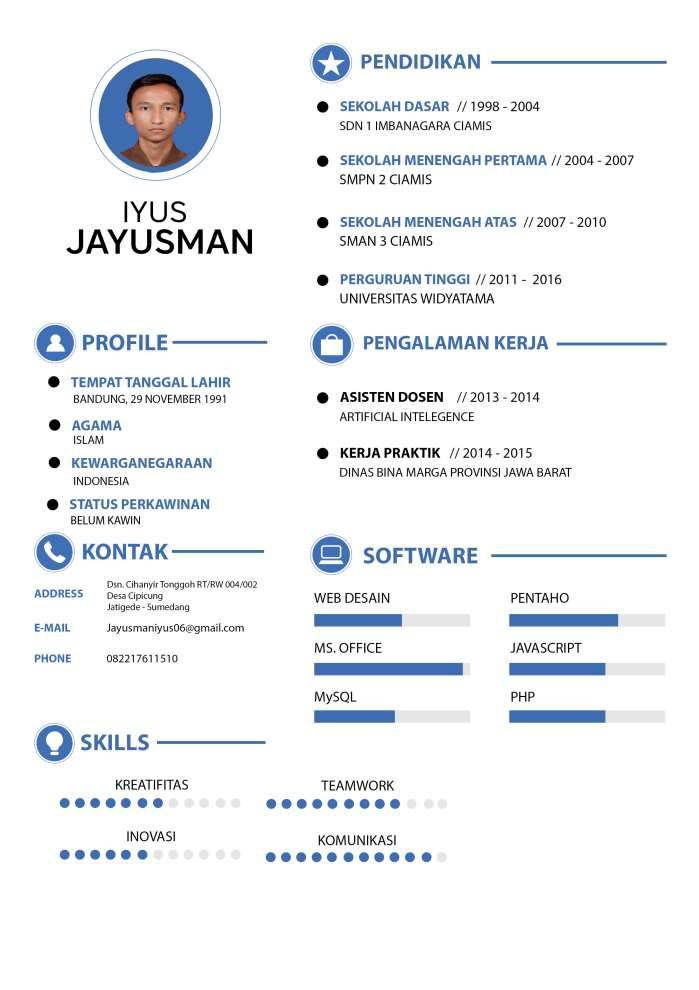 IYUS
JAYUSMAN
PROFILE
TEMPAT TANGGAL LAHIR
BANDUNG, 29 NOVEMBER 1991
AGAMA
ISLAM
KEWARGANEGARAAN
INDONESIA
STATUS PERKAWINAN
BELUM KAWIN
KONTAK
ADDRESS
Dsn. Cihanyir Tonggoh RT/RW 004/002
Desa Cipicung
Jatigede - Sumedang
E-MAIL Jayusmaniyus06@gmail.com
PHONE 082217611510
SKILLS
KREATIFITAS TEAMWORK
INOVASI KOMUNIKASI
PENDIDIKAN
SEKOLAH DASAR // 1998 - 2004
SDN 1 IMBANAGARA CIAMIS
SEKOLAH MENENGAH PERTAMA // 2004 - 2007
SMPN 2 CIAMIS
SEKOLAH MENGENGAH ATAS // 2007 - 2010
SMAN 3 CIAMIS
PERGURUAN TINGGI // 2011 - 2016
UNIVERSITAS WIDYATAMA
PENGALAMAN KERJA
ASISTEN DOSEN // 2013 - 2014
ARTIFICIAL INTELEGENCE
KERJA PRAKTIK // 2014 - 2015
DINAS BINA MARGA PROVINSI JAWA BARAT
SOFTWARE
WEB DESAIN PENTAHO
MS. OFFICE JAVASCRIPT
MySQL PHP